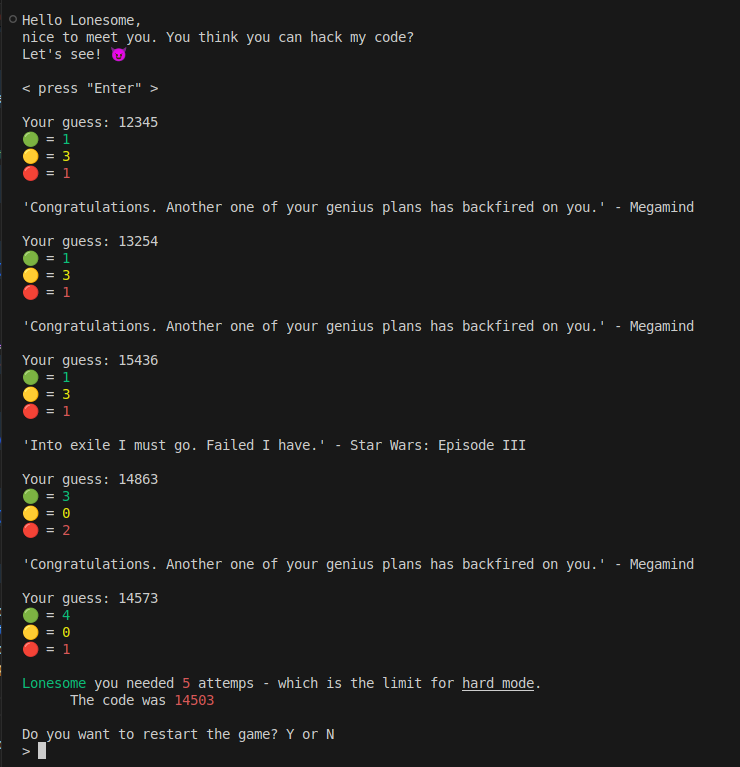 Hello Lonesome,
nice to meet you. You think you can hack my code?
Let's see! 😈
< press "Enter" >
Your guess: 12345
🟢 = 1
🟡 = 3
🔴 = 1
'Congratulations. Another one of your genius plans has backfired on you.' - Megamind
Your guess: 13254
🟢 = 1
🟡 = 3
🔴 = 1
'Congratulations. Another one of your genius plans has backfired on you.' - Megamind
Your guess: 15436
🟢 = 1
🟡 = 3
🔴 = 1
'Into exile I must go. Failed I have.' - Star Wars: Episode III
Your guess: 14863
🟢 = 3
🟡 = 0
🔴 = 2
'Congratulations. Another one of your genius plans has backfired on you.' - Megamind
Your guess: 14573
🟢 = 4
🟡 = 0
🔴 = 1
Lonesome you needed 5 attemps - which is the limit for hard mode.
The code was 14503
Do you want to restart the game? Y or N
>